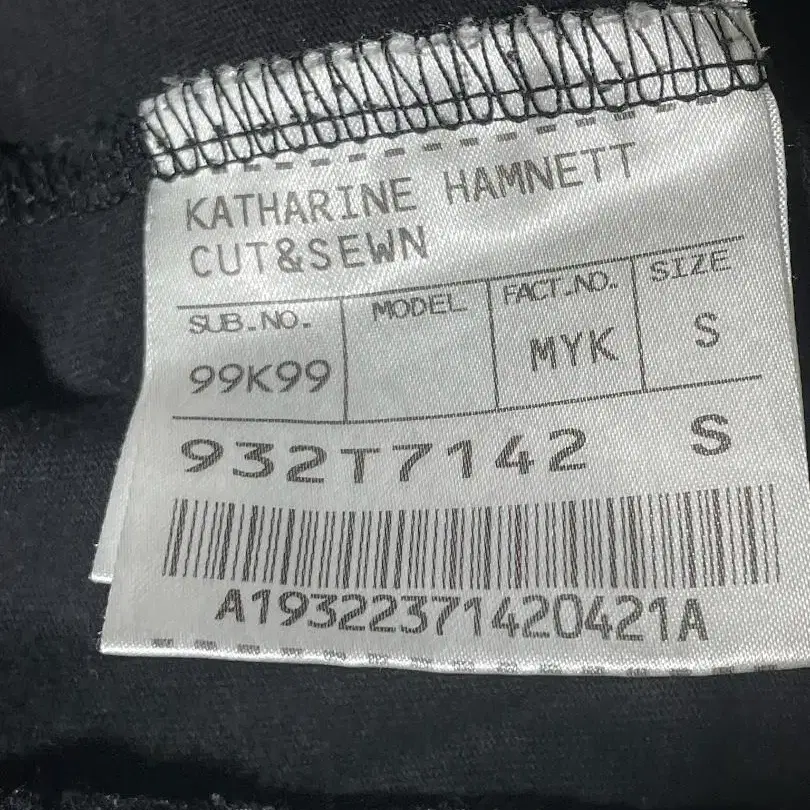 KATHARINE HAMNETT
CUT&SEWN
SUB.NO. MODEL FACT.NO. SIZE
99K99 MYK S
932T7142 S
A19322371420421A